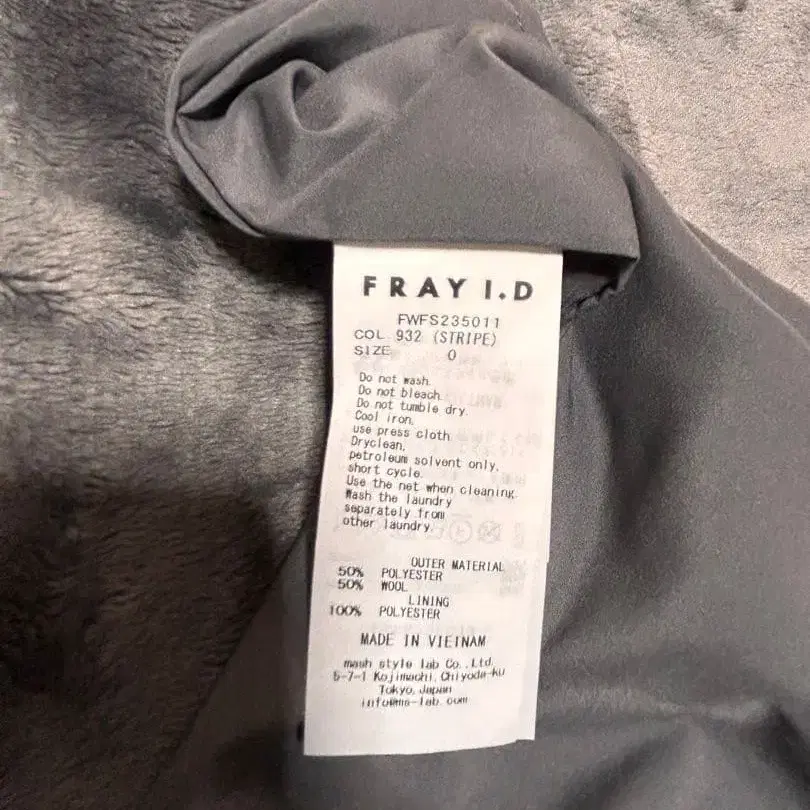 FRAY I.D
FWFS235011
COL 932 (STRIPE)
SIZE 0
Do not wash.
Do not bleach.
Do not tumble dry.
Cool iron.
use press cloth
Dryclean,
petroleum solvent only,
short cycle.
Use the net when cleaning.
Wash the laundry
separately from
other laundry.
OUTER MATERIAL
50% POLYESTER
50% WOOL
LINING
100% POLYESTER
MADE IN VIETNAM
mash style lab Co.,Ltd.
5-7-1 Kojimachi,Chiyoda-ku
Tokyo,Japan
info@ms-lab.com